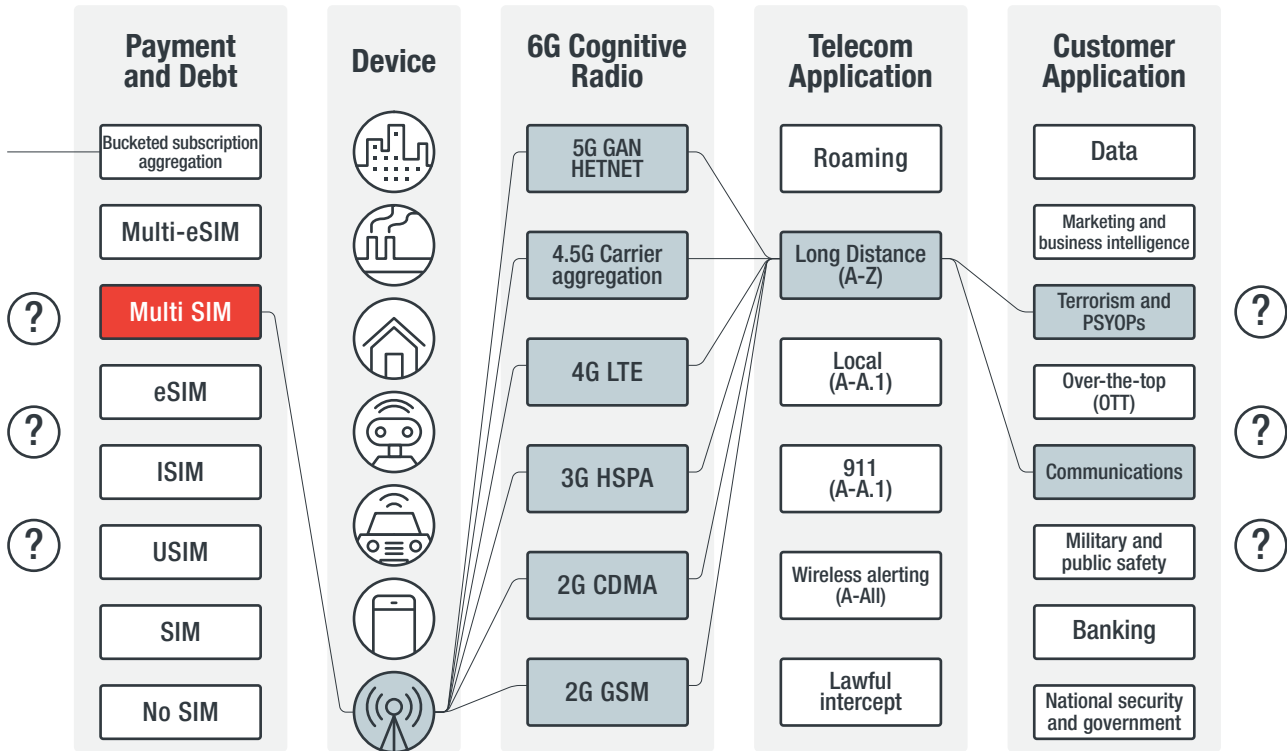 Payment
and Debt
Device
6G Cognitive
Radio
Telecom
Application
Customer
Application
Bucketed subscription
aggregation
Multi-eSIM
Multi SIM
eSIM
ISIM
USIM
SIM
No SIM
?
?
?
5G GAN
HETNET
4.5G Carrier
aggregation
4G LTE
3G HSPA
2G CDMA
2G GSM
Roaming
Long Distance
(A-Z)
Local
(A-A.1)
911
(A-A.1)
Wireless alerting
(A-All)
Lawful
intercept
Data
Marketing and
business intelligence
Terrorism and
PSYOPs
Over-the-top
(OTT)
Communications
Military and
public safety
Banking
National security
and government
?
?
?